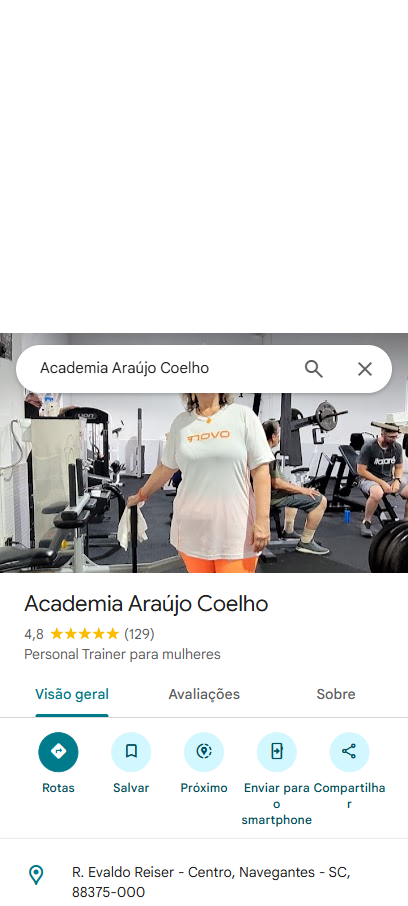 Academia Araújo Coelho
novo
Academia Araújo Coelho
4,8 (129)
Personal Trainer para mulheres
Visão geral
Avaliações
Sobre
Rotas
Salvar
Próximo
Enviar para
o
smartphone
Compartilha
r
R. Evaldo Reiser - Centro, Navegantes - SC,
88375-000